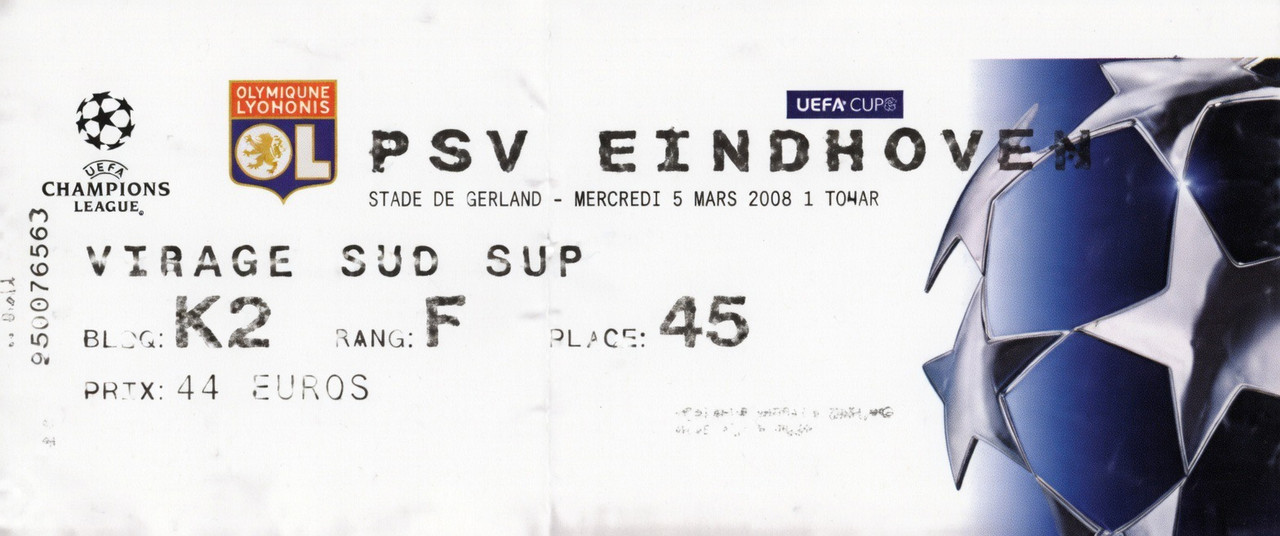 UEFA
CHAMPIONS
LEAGUE
OLYMIQUNE
LYOHONIS
OL
UEFA CUP
PSV EINDHOVEN
STADE DE GERLAND - MERCREDI 5 MARS 2008 1
VIRAGE SUD SUP
BLOQ: K2 RANG: F PLACE: 45
PRIX: 44 EUROS
950076563